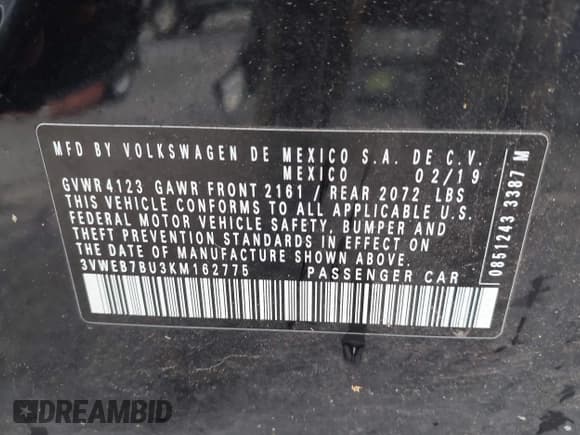 MFD BY VOLKSWAGEN DE MEXICO S.A. DE C.V.
MEXICO 02/19
GVWR 4123 GAWR FRONT 2161 / REAR 2072 LBS
THIS VEHICLE CONFORMS TO ALL APPLICABLE U.S.
FEDERAL MOTOR VEHICLE SAFETY, BUMPER AND
THEFT PREVENTION STANDARDS IN EFFECT ON
THE DATE OF MANUFACTURE SHOWN ABOVE.
3VWEB7BU3KM162775 PASSENGER CAR
0851243 3387 M
DREAMBID